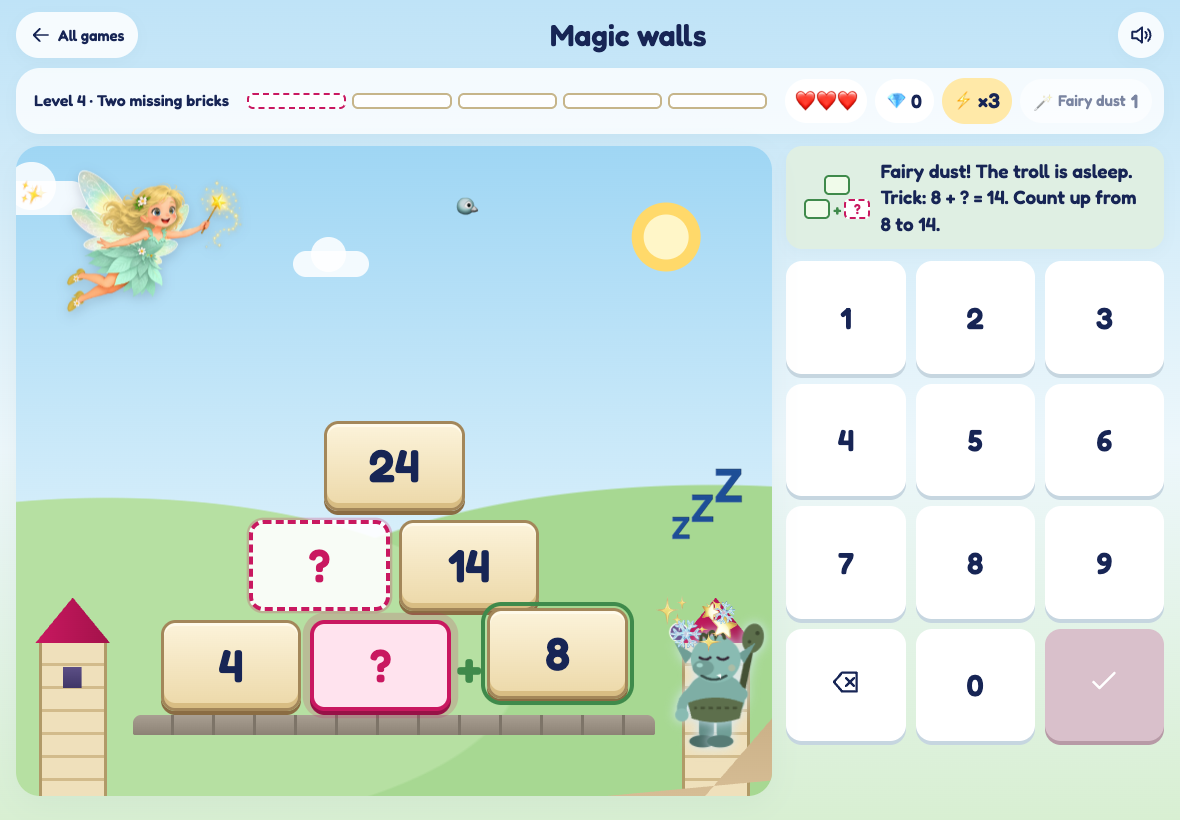 All games
Magic walls
Level 4 · Two missing bricks
0
x3
Fairy dust 1
Fairy dust! The troll is asleep.
Trick: 8 + ? = 14. Count up from
8 to 14.
+ ?
24
? 14
4 ? + 8
z z Z
1 2 3
4 5 6
7 8 9
0